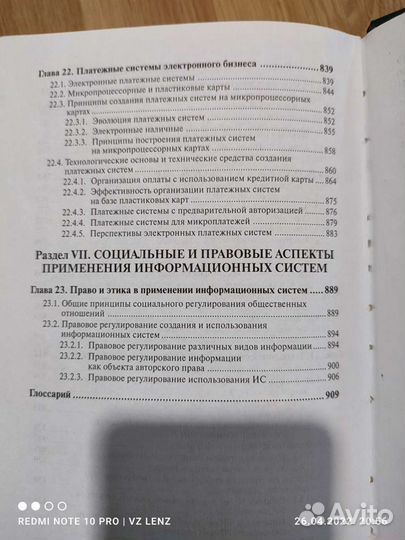 Глава 22. Платежные системы электронного бизнеса 839
22.1. Электронные платежные системы 839
22.2. Микропроцессорные и пластиковые карты 844
22.3. Принципы создания платежных систем на микропроцессорных
картах 852
22.3.1. Эволюция платежных систем 852
22.3.2. Электронные наличные 855
22.3.3. Принципы построения платежных систем
на микропроцессорных картах 858
22.4. Технологические основы и технические средства создания
платежных систем 860
22.4.1. Организация оплаты с использованием кредитной карты 864
22.4.2. Эффективность организации платежных систем
на базе пластиковых карт 875
22.4.3. Платежные системы с предварительной авторизацией 876
22.4.4. Платежные системы для микроплатежей 879
22.4.5. Перспективы электронных платежных систем 883
Раздел VII. СОЦИАЛЬНЫЕ И ПРАВОВЫЕ АСПЕКТЫ
ПРИМЕНЕНИЯ ИНФОРМАЦИОННЫХ СИСТЕМ
Глава 23. Право и этика в применении информационных систем 889
23.1. Общие принципы социального регулирования общественных
отношений 889
23.2. Правовое регулирование создания и использования
информационных систем 894
23.2.1. Правовое регулирование различных видов информации 894
23.2.2. Правовое регулирование информации
как объекта авторского права 900
23.2.3. Правовое регулирование использования ИС 906
Глоссарий 909
REDMI NOTE 10 PRO | VZ LENZ
26.04.2022 20:56
Avito